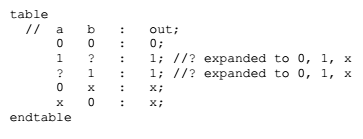 table
// a b : out;
0 0 : 0;
1 ? : 1; //? expanded to 0, 1, x
? 1 : 1; //? expanded to 0, 1, x
0 x : x;
x 0 : x;
endtable